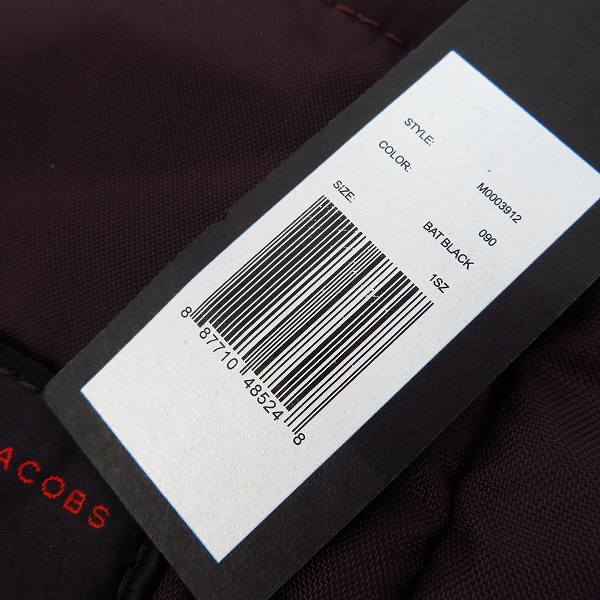 STYLE: M0003912
COLOR: 090
BAT BLACK
SIZE: 1SZ
8 87710 48524 8
ACOBS